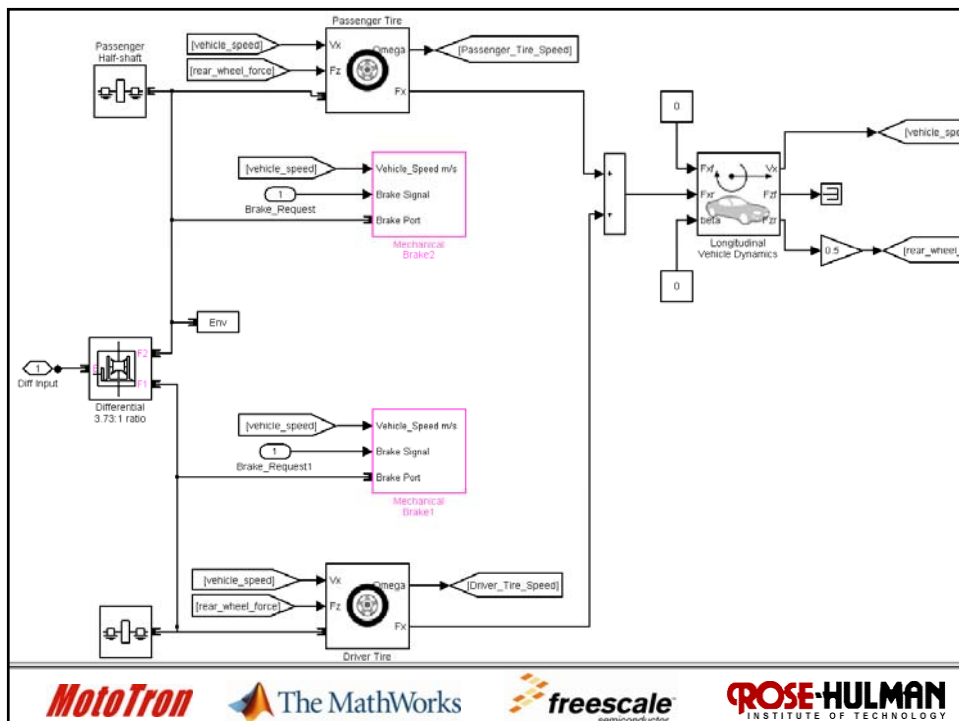 Passenger Tire
Passenger
Half-shaft
[vehicle_speed]
Vx
Omega
[Passenger_Tire_Speed]
[rear_wheel_force]
Fz
Fx
0
[vehicle_spe
[vehicle_speed]
Vehicle_Speed m/s
1
Brake Signal
Brake_Request
Brake Port
Mechanical
Brake2
+
+
Fxf
Vx
Fxr
Fzf
beta
Fzr
Longitudinal
Vehicle Dynamics
0.5
[rear_wheel_
0
Env
1
Diff Input
F2
F1
Differential
3.73:1 ratio
[vehicle_speed]
Vehicle_Speed m/s
1
Brake Signal
Brake_Request1
Brake Port
Mechanical
Brake1
[vehicle_speed]
Vx
Omega
[Driver_Tire_Speed]
[rear_wheel_force]
Fz
Fx
Driver Tire
MotoTron
The MathWorks
freescale™
semiconductor
ROSE-HULMAN
INSTITUTE OF TECHNOLOGY